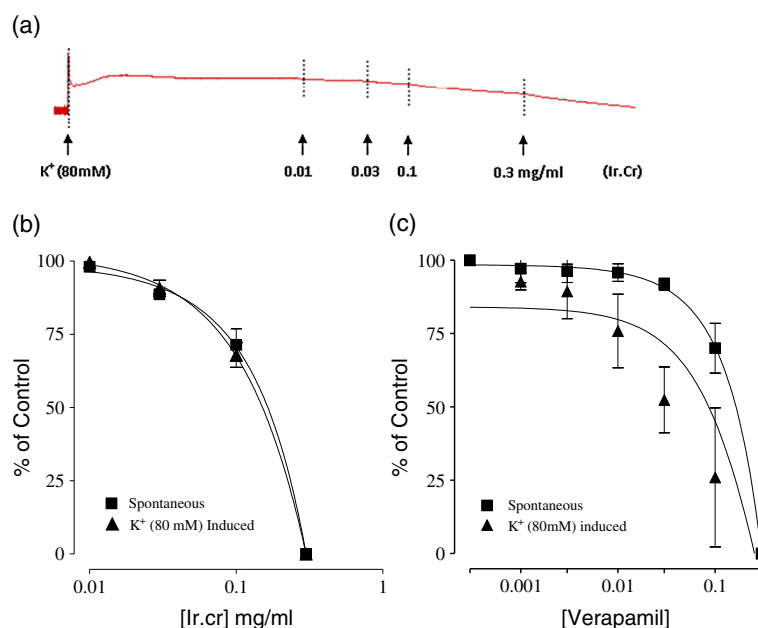 (a)
K⁺ (80mM) 0.01 0.03 0.1 0.3 mg/ml (Ir.Cr)
(b)
% of Control
100
75
50
25
0
Spontaneous
K⁺ (80 mM) Induced
0.01 0.1 1
[Ir.cr] mg/ml
(c)
% of Control
100
75
50
25
0
Spontaneous
K⁺ (80mM) induced
0.001 0.01 0.1
[Verapamil]